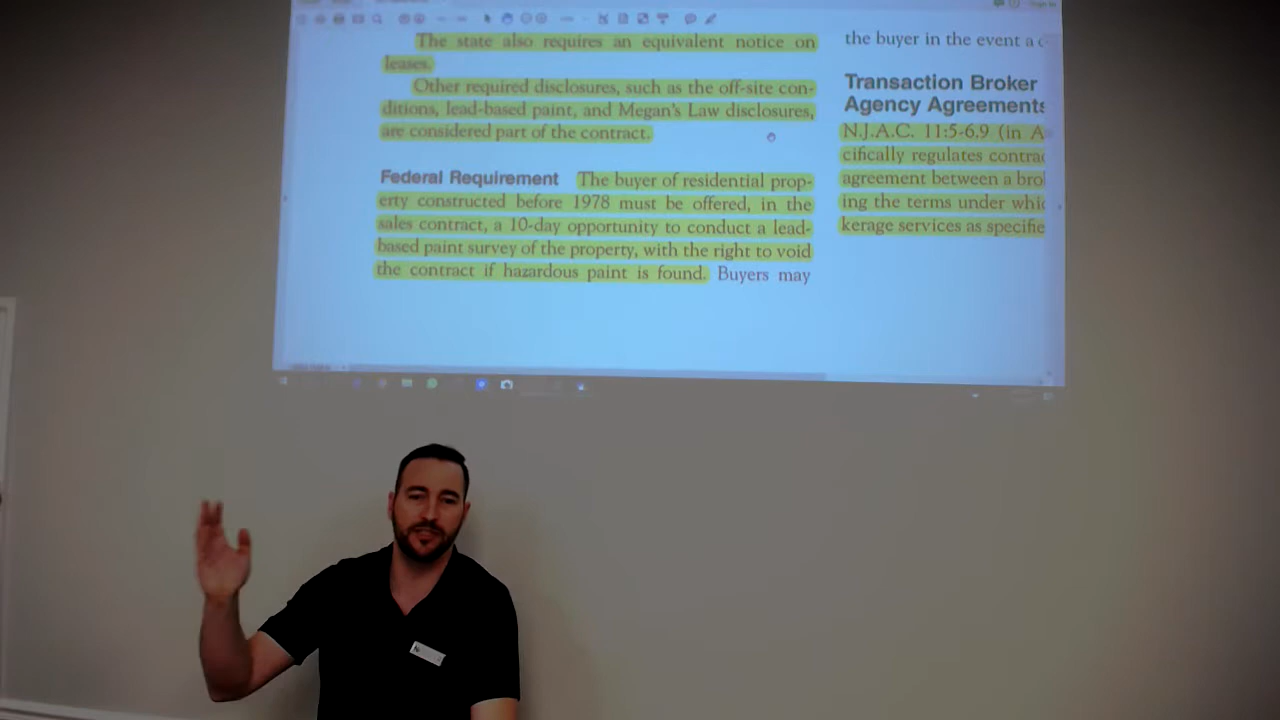 Sign In
The state also requires an equivalent notice on
leases.
Other required disclosures, such as the off-site con-
ditions, lead-based paint, and Megan's Law disclosures,
are considered part of the contract.
Federal Requirement The buyer of residential prop-
erty constructed before 1978 must be offered, in the
sales contract, a 10-day opportunity to conduct a lead-
based paint survey of the property, with the right to void
the contract if hazardous paint is found. Buyers may
the buyer in the event a c
Transaction Broker
Agency Agreements
N.J.A.C. 11:5-6.9 (in A
cifically regulates contrac
agreement between a bro
ing the terms under whic
kerage services as specifie